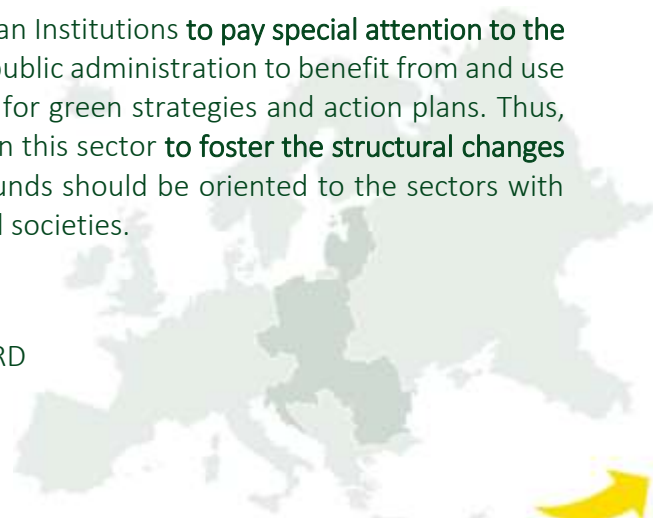 an Institutions to pay special attention to the
public administration to benefit from and use
for green strategies and action plans. Thus,
n this sector to foster the structural changes
unds should be oriented to the sectors with
l societies.
RD